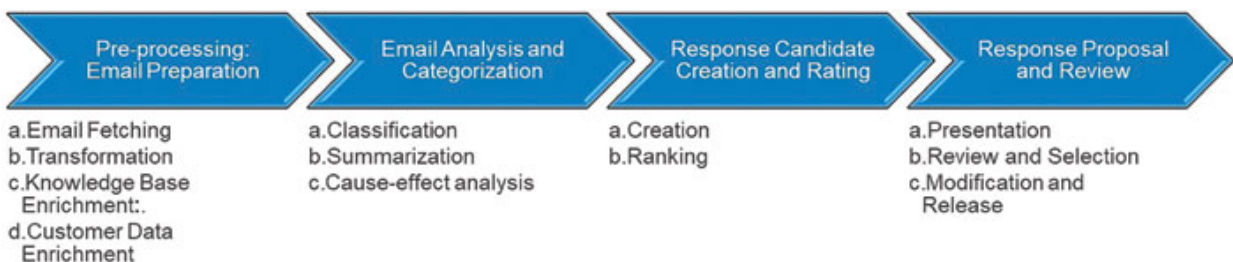 Pre-processing:
Email Preparation
a.Email Fetching
b.Transformation
c.Knowledge Base
Enrichment:.
d.Customer Data
Enrichment
Email Analysis and
Categorization
a.Classification
b.Summarization
c.Cause-effect analysis
Response Candidate
Creation and Rating
a.Creation
b.Ranking
Response Proposal
and Review
a.Presentation
b.Review and Selection
c.Modification and
Release